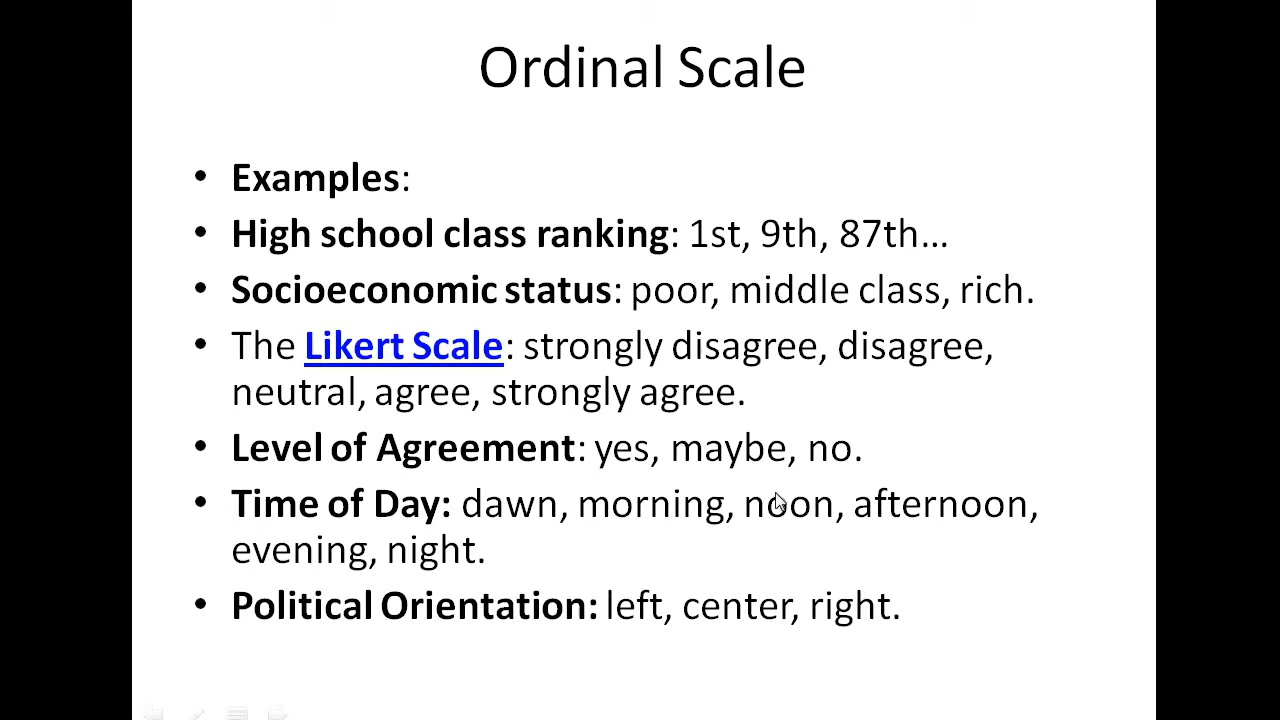 Ordinal Scale
• Examples:
• High school class ranking: 1st, 9th, 87th…
• Socioeconomic status: poor, middle class, rich.
• The Likert Scale: strongly disagree, disagree,
neutral, agree, strongly agree.
• Level of Agreement: yes, maybe, no.
• Time of Day: dawn, morning, noon, afternoon,
evening, night.
• Political Orientation: left, center, right.